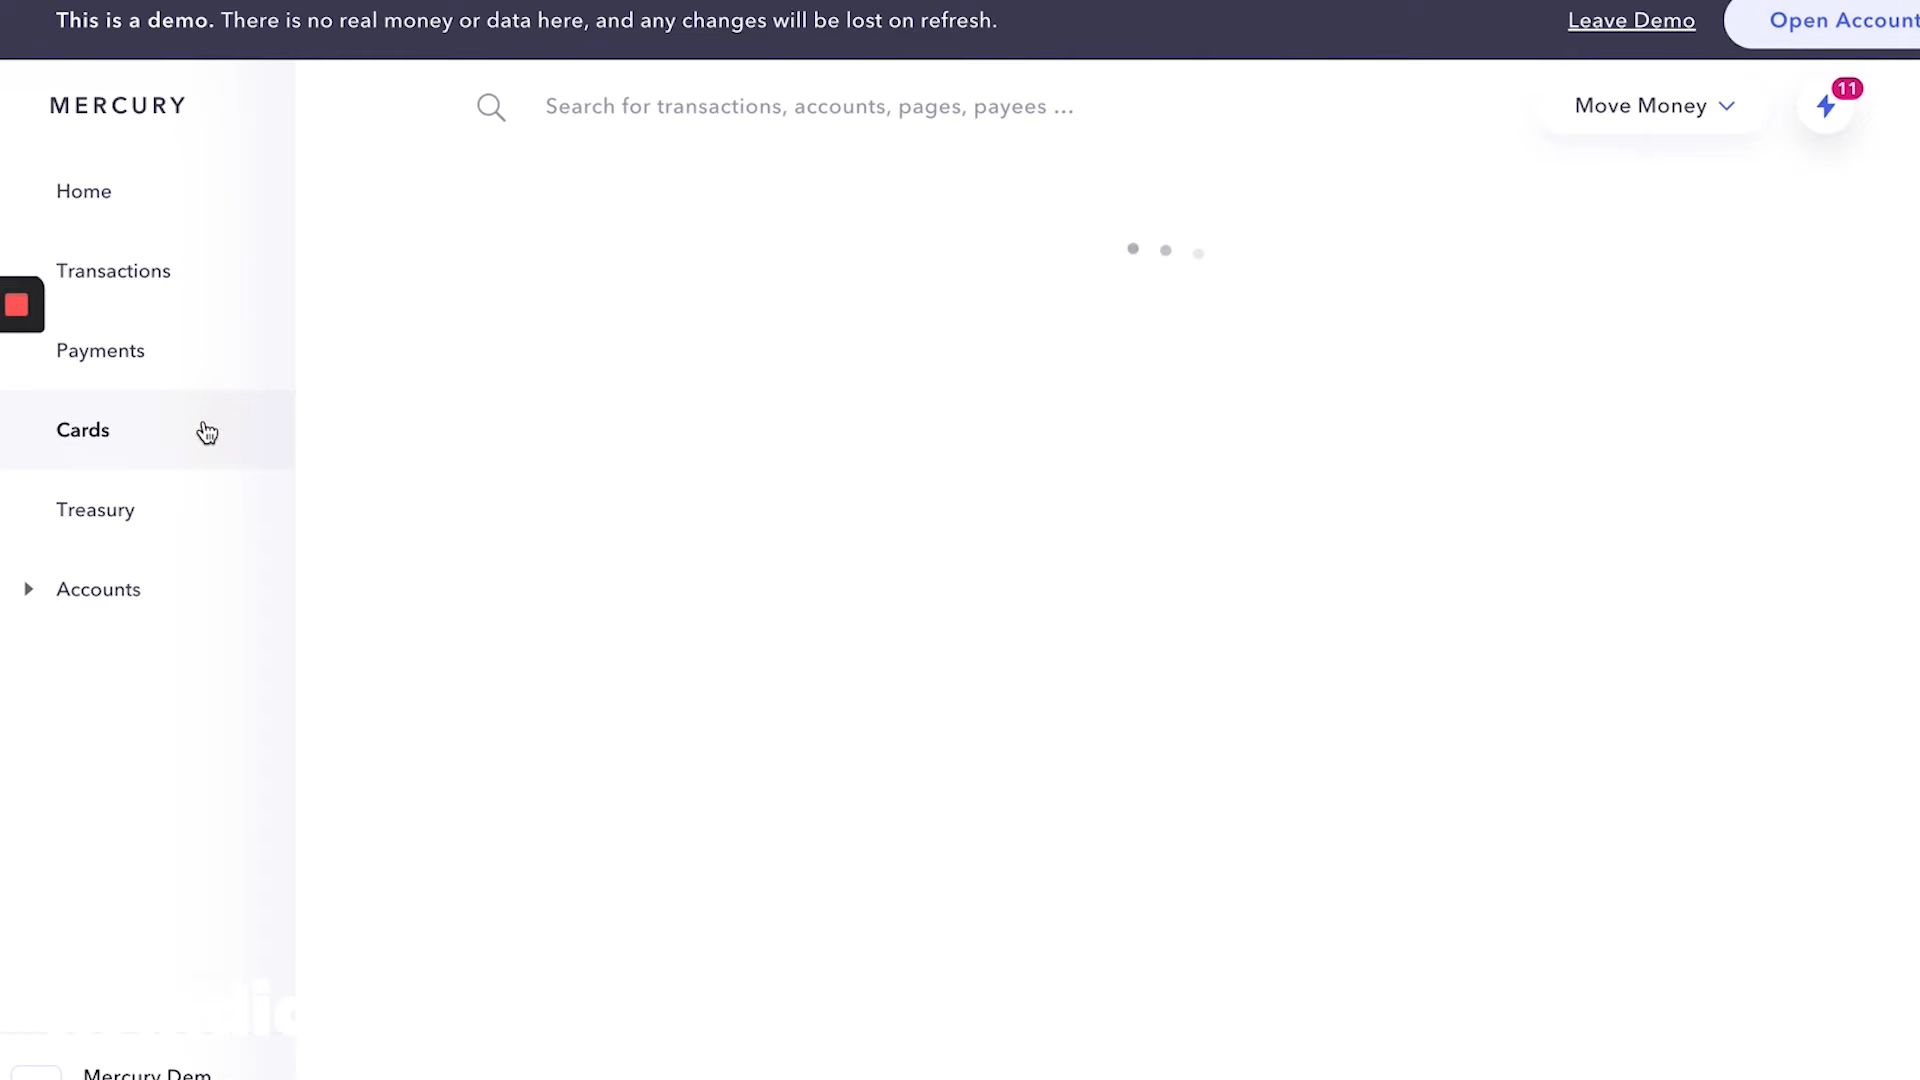 This is a demo. There is no real money or data here, and any changes will be lost on refresh.
Leave Demo
Open Account
MERCURY
Search for transactions, accounts, pages, payees ...
Move Money
11
Home
Transactions
Payments
Cards
Treasury
Accounts
Mercury Dem